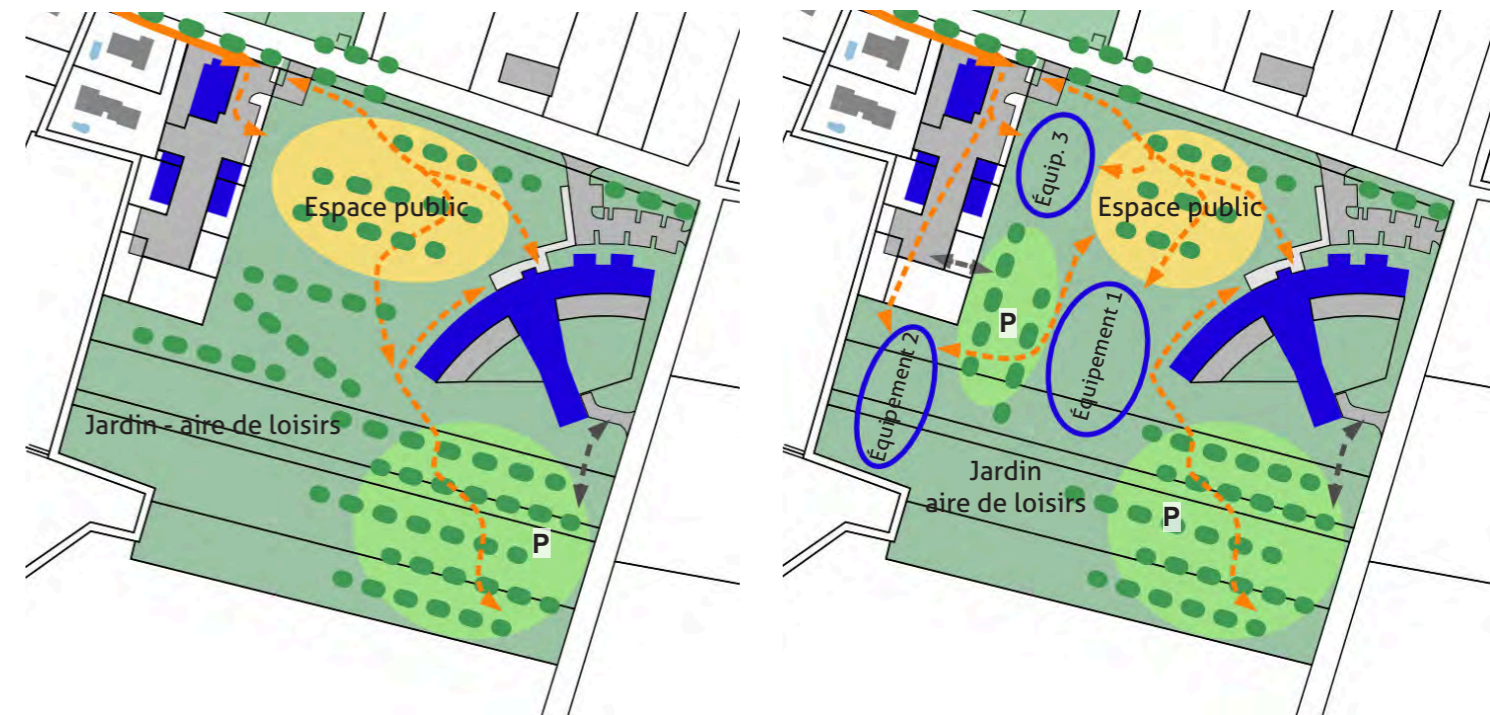 Espace public
Jardin - aire de loisirs
P
Équip. 3
Espace public
P
Équipement 1
Équipement 2
Jardin
aire de loisirs
P